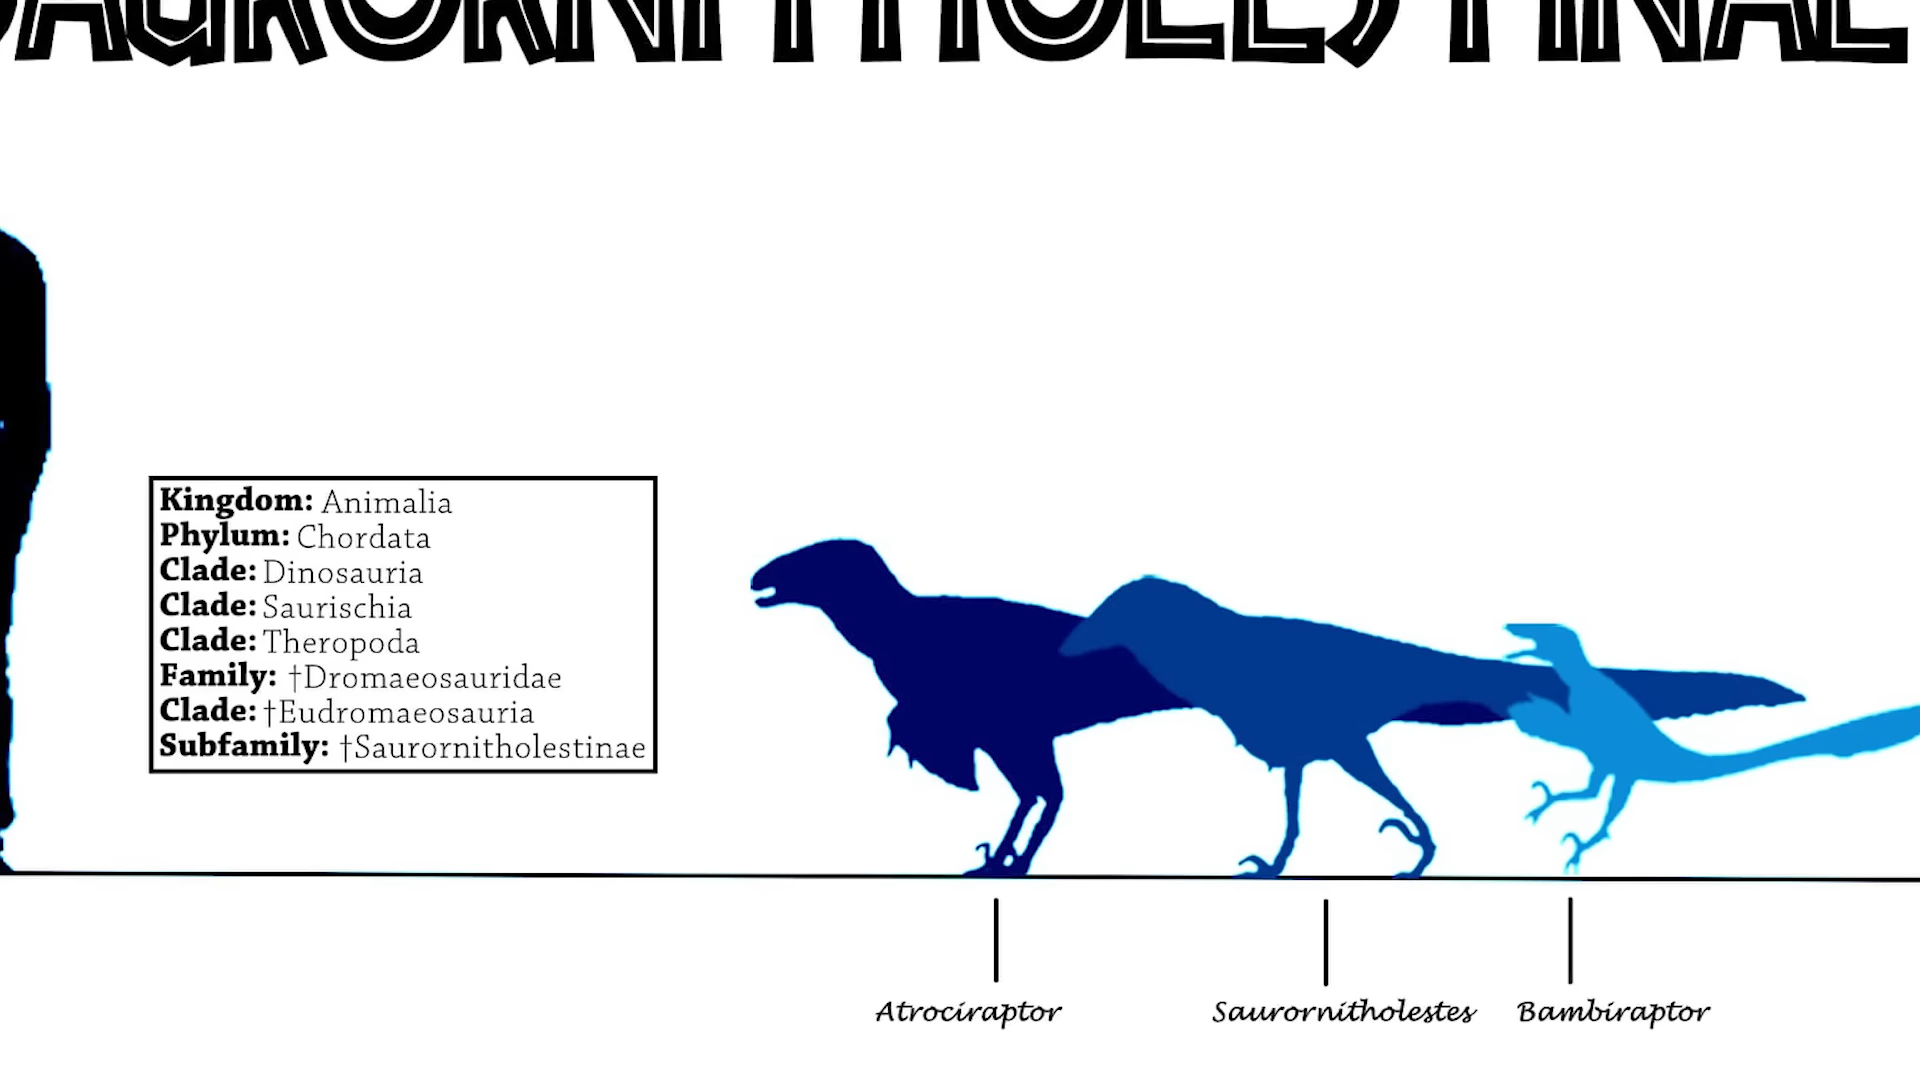 SAURORNITHOLESTINAE
Kingdom: Animalia
Phylum: Chordata
Clade: Dinosauria
Clade: Saurischia
Clade: Theropoda
Family: †Dromaeosauridae
Clade: †Eudromaeosauria
Subfamily: †Saurornitholestinae
Atrociraptor
Saurornitholestes
Bambiraptor